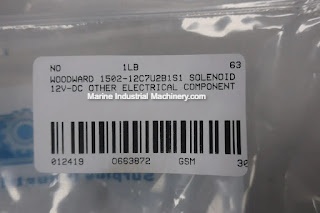 NO 1LB 63
WOODWARD 1502-12C7U2B1S1 SOLENOID
12V-DC OTHER ELECTRICAL COMPONENT
Marine Industrial Machinery.com
012419 0663872 GSM 30